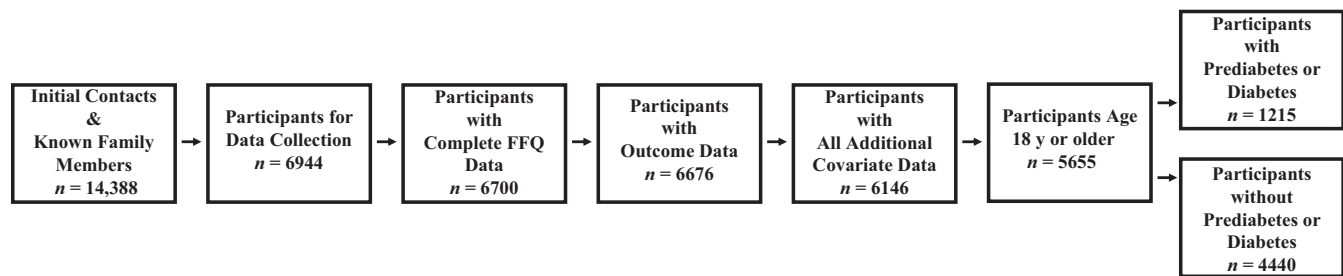 Initial Contacts
&
Known Family
Members
n = 14,388
Participants for
Data Collection
n = 6944
Participants
with
Complete FFQ
Data
n = 6700
Participants
with
Outcome Data
n = 6676
Participants
with
All Additional
Covariate Data
n = 6146
Participants Age
18 y or older
n = 5655
Participants
with
Prediabetes or
Diabetes
n = 1215
Participants
without
Prediabetes or
Diabetes
n = 4440